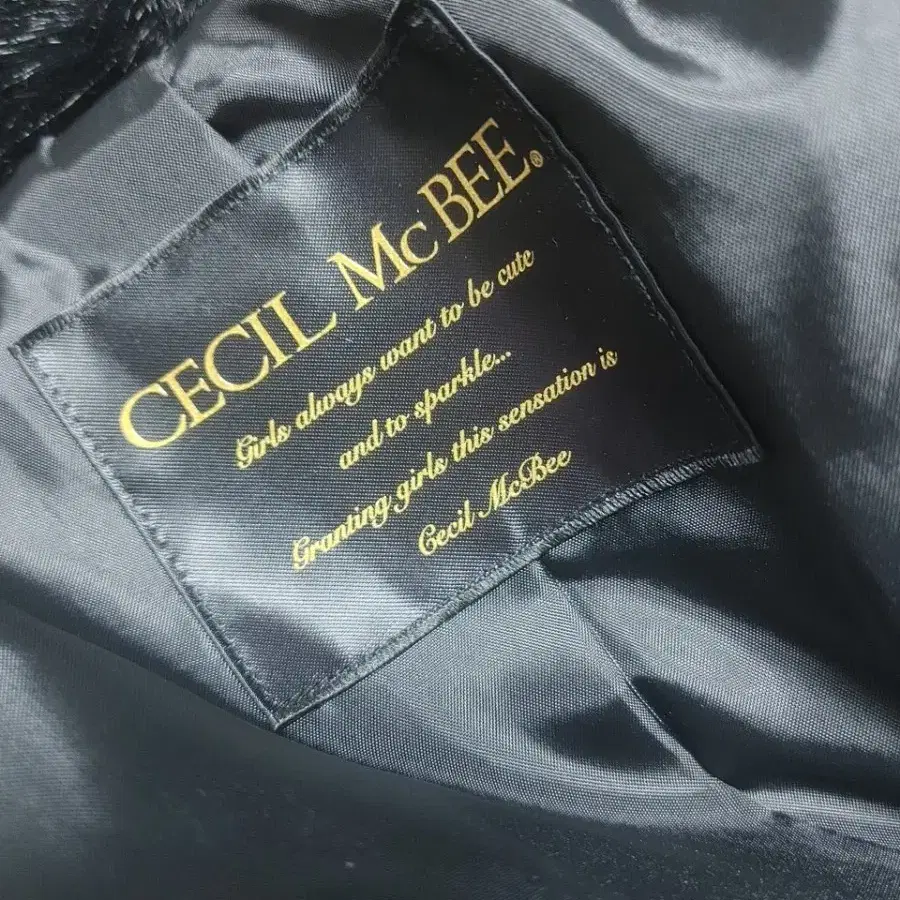 CECIL McBEE®
Girls always want to be cute
and to sparkle...
Granting girls this sensation is
Cecil McBee